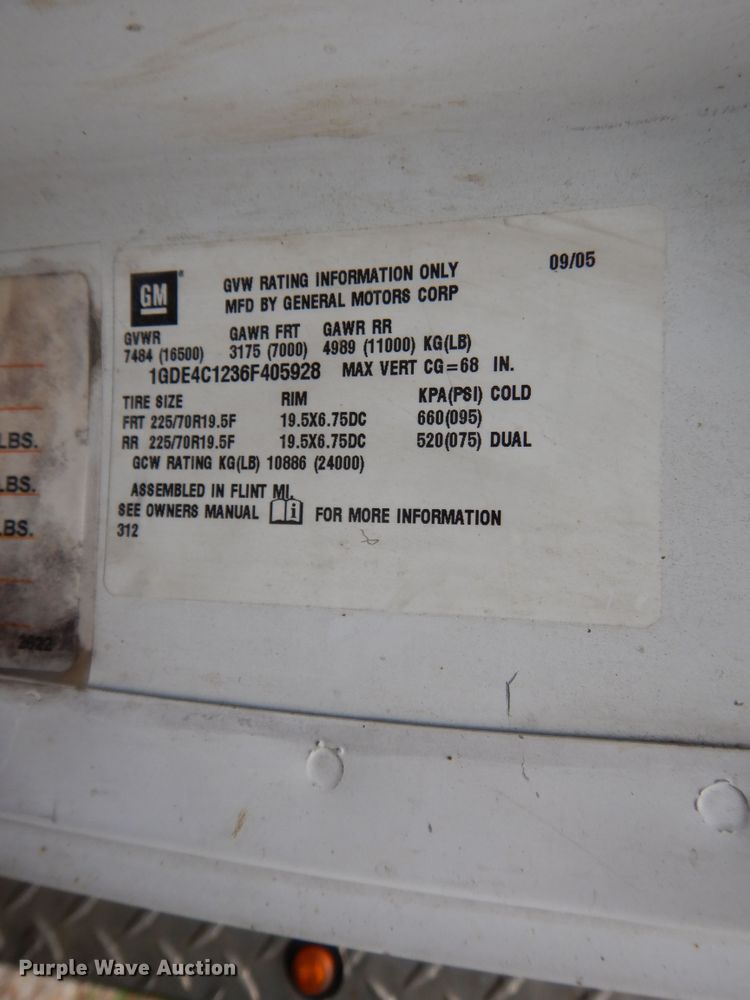 GM
GVW RATING INFORMATION ONLY
09/05
MFD BY GENERAL MOTORS CORP
GVWR GAWR FRT GAWR RR
7484 (16500) 3175 (7000) 4989 (11000) KG(LB)
1GDE4C1236F405928 MAX VERT CG=68 IN.
TIRE SIZE RIM KPA(PSI) COLD
FRT 225/70R19.5F 19.5X6.75DC 660(095)
RR 225/70R19.5F 19.5X6.75DC 520(075) DUAL
GCW RATING KG(LB) 10886 (24000)
ASSEMBLED IN FLINT MI.
SEE OWNERS MANUAL i FOR MORE INFORMATION
312
LBS.
LBS.
LBS.
2622
Purple Wave Auction